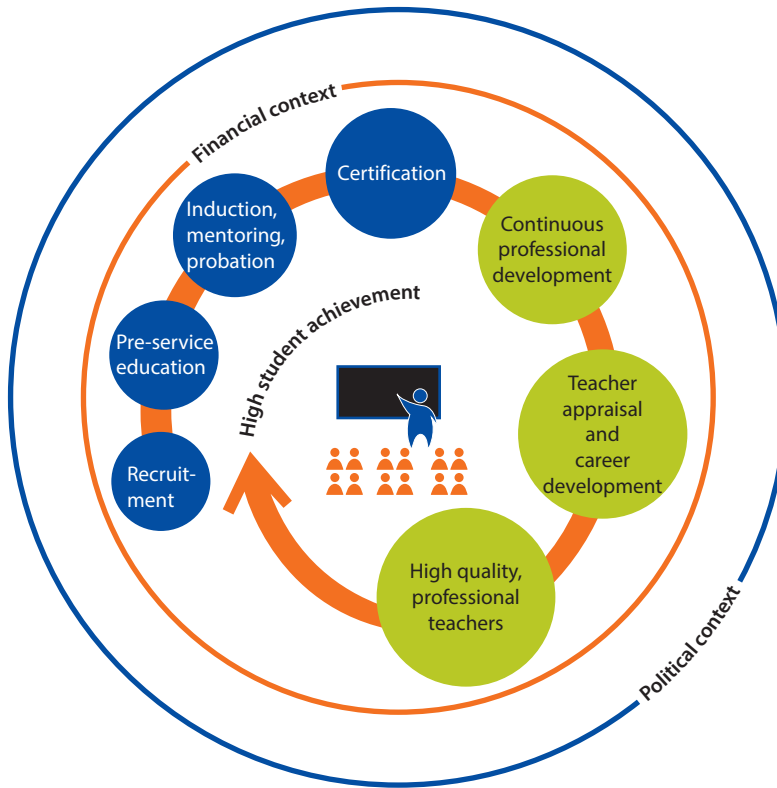 Financial context
Certification
Induction,
mentoring,
probation
Continuous
professional
development
High student achievement
Pre-service
education
Teacher
appraisal
and
career
development
Recruit-
ment
High quality,
professional
teachers
Political context